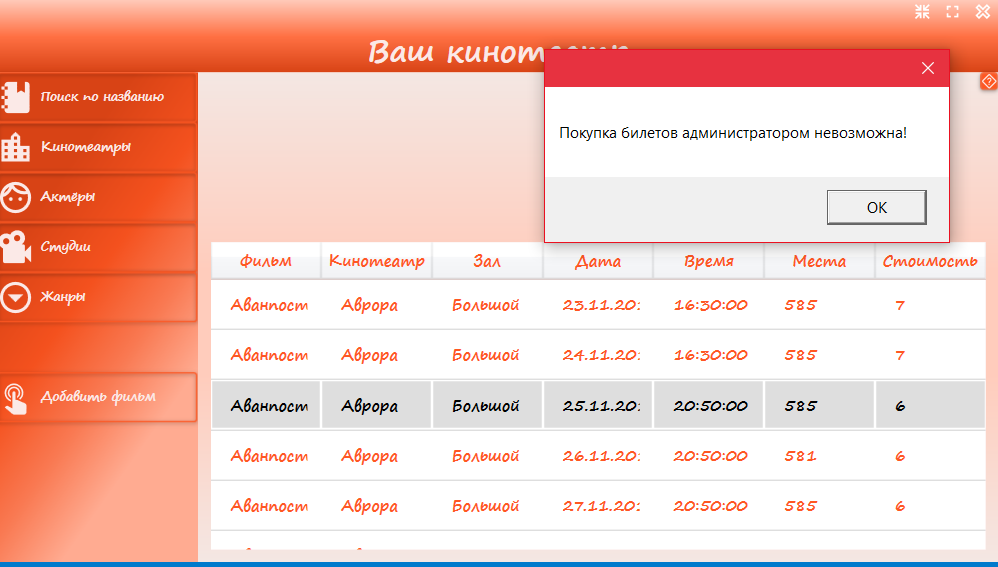 Ваш кинотеатр
Поиск по названию
Кинотеатры
Актёры
Студии
Жанры
Добавить фильм
Покупка билетов администратором невозможна!
OK
Фильм Кинотеатр Зал Дата Время Места Стоимость
Аванпост Аврора Большой 23.11.20 16:30:00 585 7
Аванпост Аврора Большой 24.11.20 16:30:00 585 7
Аванпост Аврора Большой 25.11.20 20:50:00 585 6
Аванпост Аврора Большой 26.11.20 20:50:00 581 6
Аванпост Аврора Большой 27.11.20 20:50:00 585 6